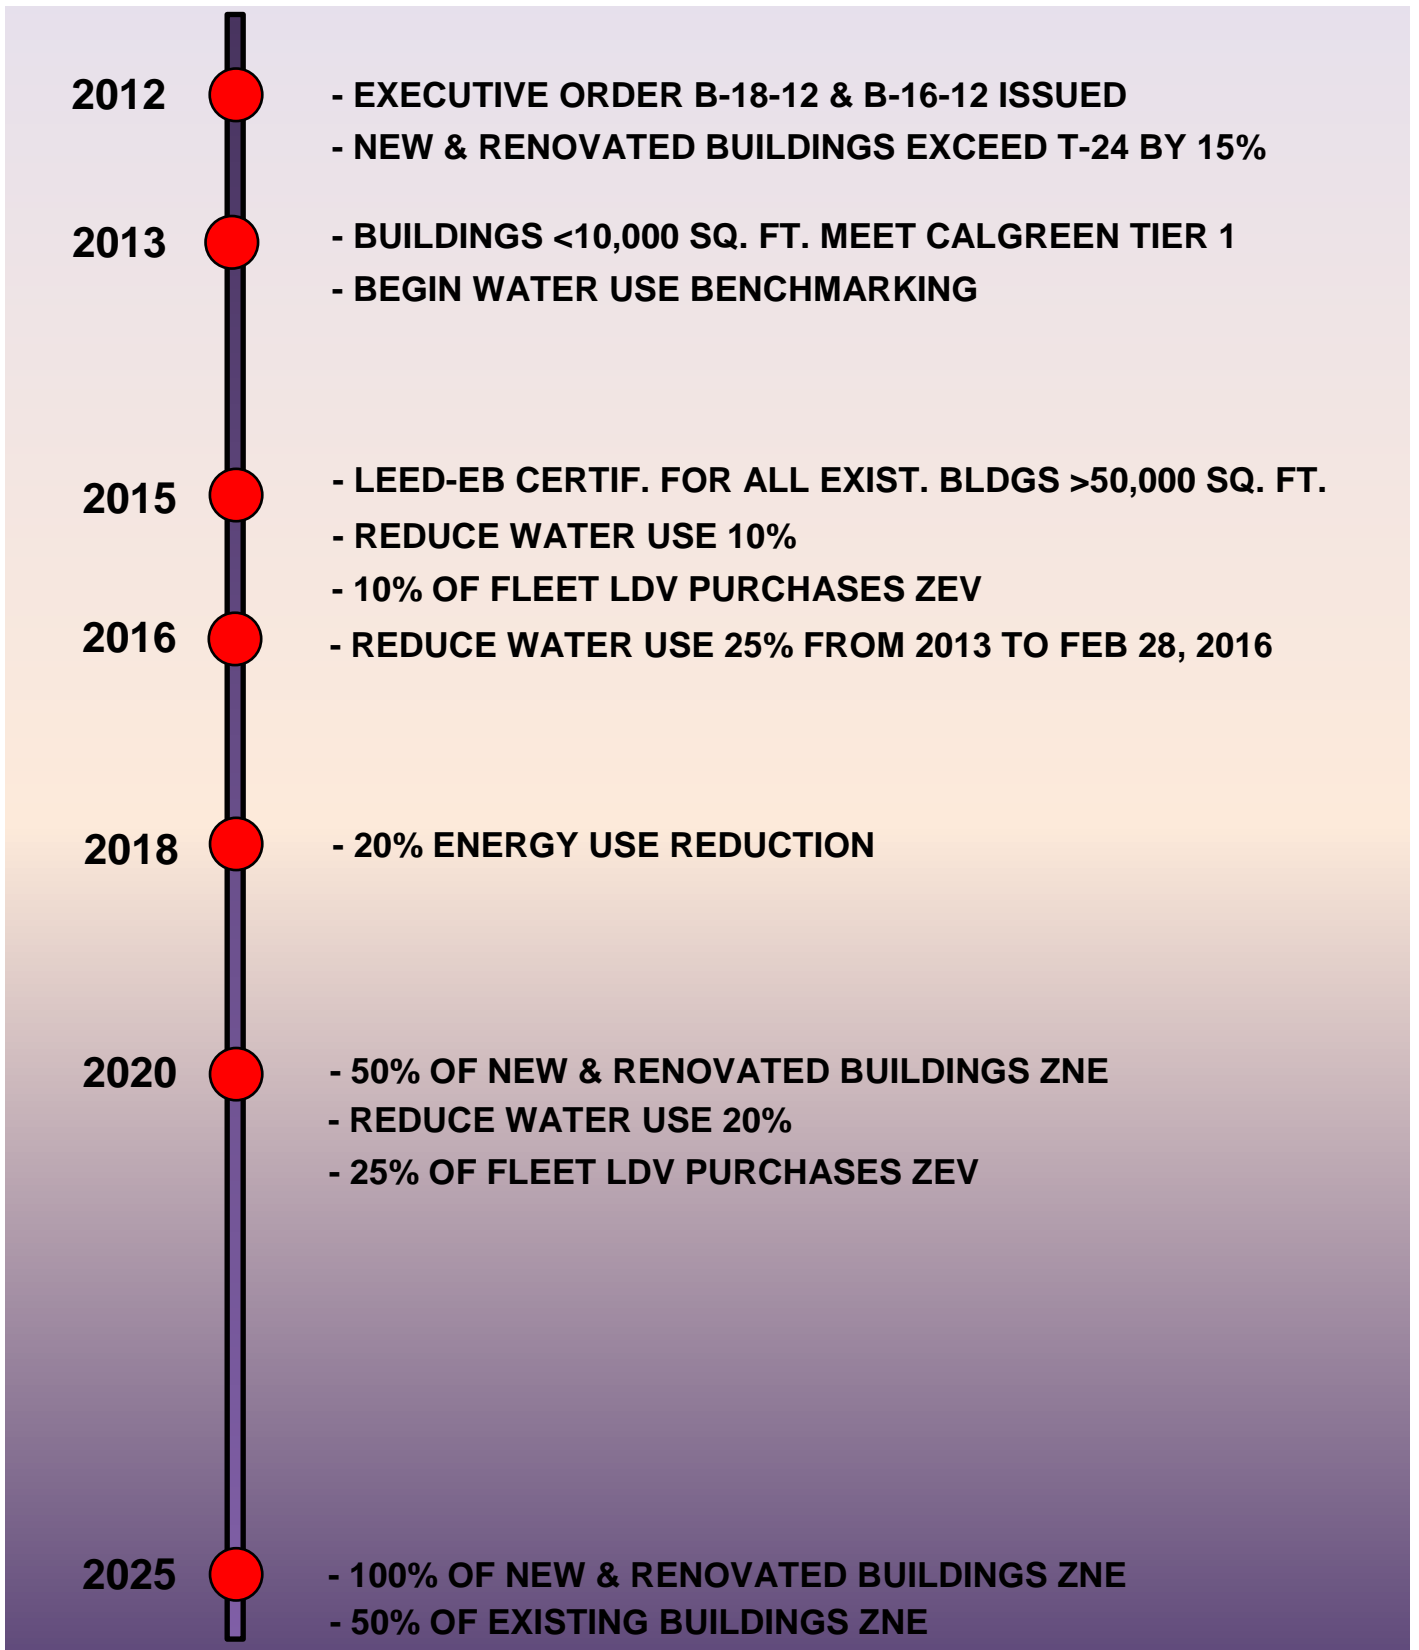 2012
- EXECUTIVE ORDER B-18-12 & B-16-12 ISSUED
- NEW & RENOVATED BUILDINGS EXCEED T-24 BY 15%
2013
- BUILDINGS <10,000 SQ. FT. MEET CALGREEN TIER 1
- BEGIN WATER USE BENCHMARKING
2015
- LEED-EB CERTIF. FOR ALL EXIST. BLDGS >50,000 SQ. FT.
- REDUCE WATER USE 10%
- 10% OF FLEET LDV PURCHASES ZEV
2016
- REDUCE WATER USE 25% FROM 2013 TO FEB 28, 2016
2018
- 20% ENERGY USE REDUCTION
2020
- 50% OF NEW & RENOVATED BUILDINGS ZNE
- REDUCE WATER USE 20%
- 25% OF FLEET LDV PURCHASES ZEV
2025
- 100% OF NEW & RENOVATED BUILDINGS ZNE
- 50% OF EXISTING BUILDINGS ZNE